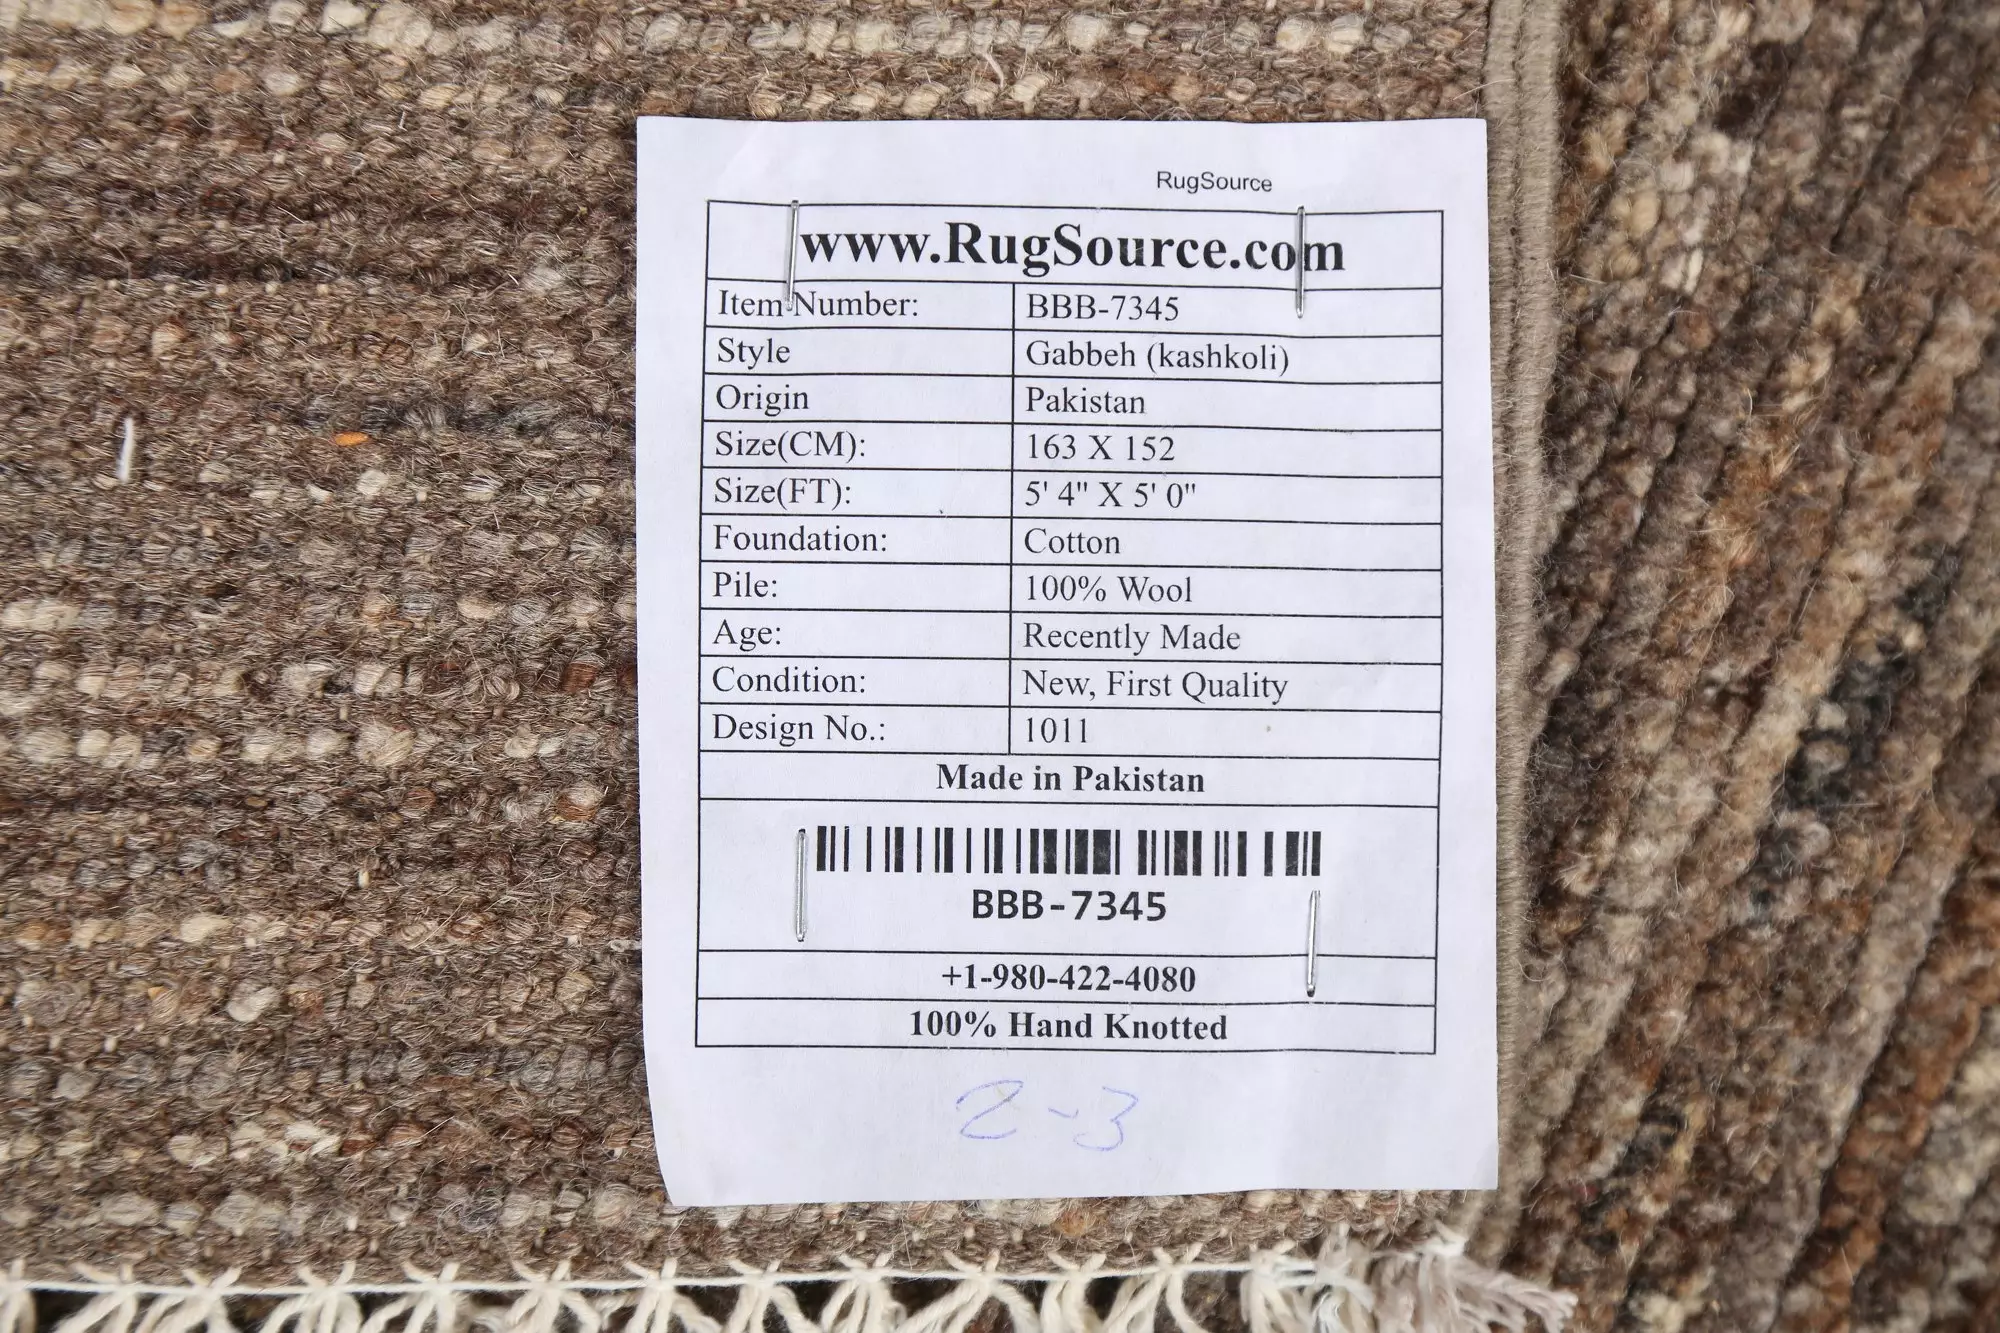 RugSource
www.RugSource.com
Item Number: BBB-7345
Style Gabbeh (kashkoli)
Origin Pakistan
Size(CM): 163 X 152
Size(FT): 5' 4" X 5' 0"
Foundation: Cotton
Pile: 100% Wool
Age: Recently Made
Condition: New, First Quality
Design No.: 1011
Made in Pakistan
BBB-7345
+1-980-422-4080
100% Hand Knotted
2-3